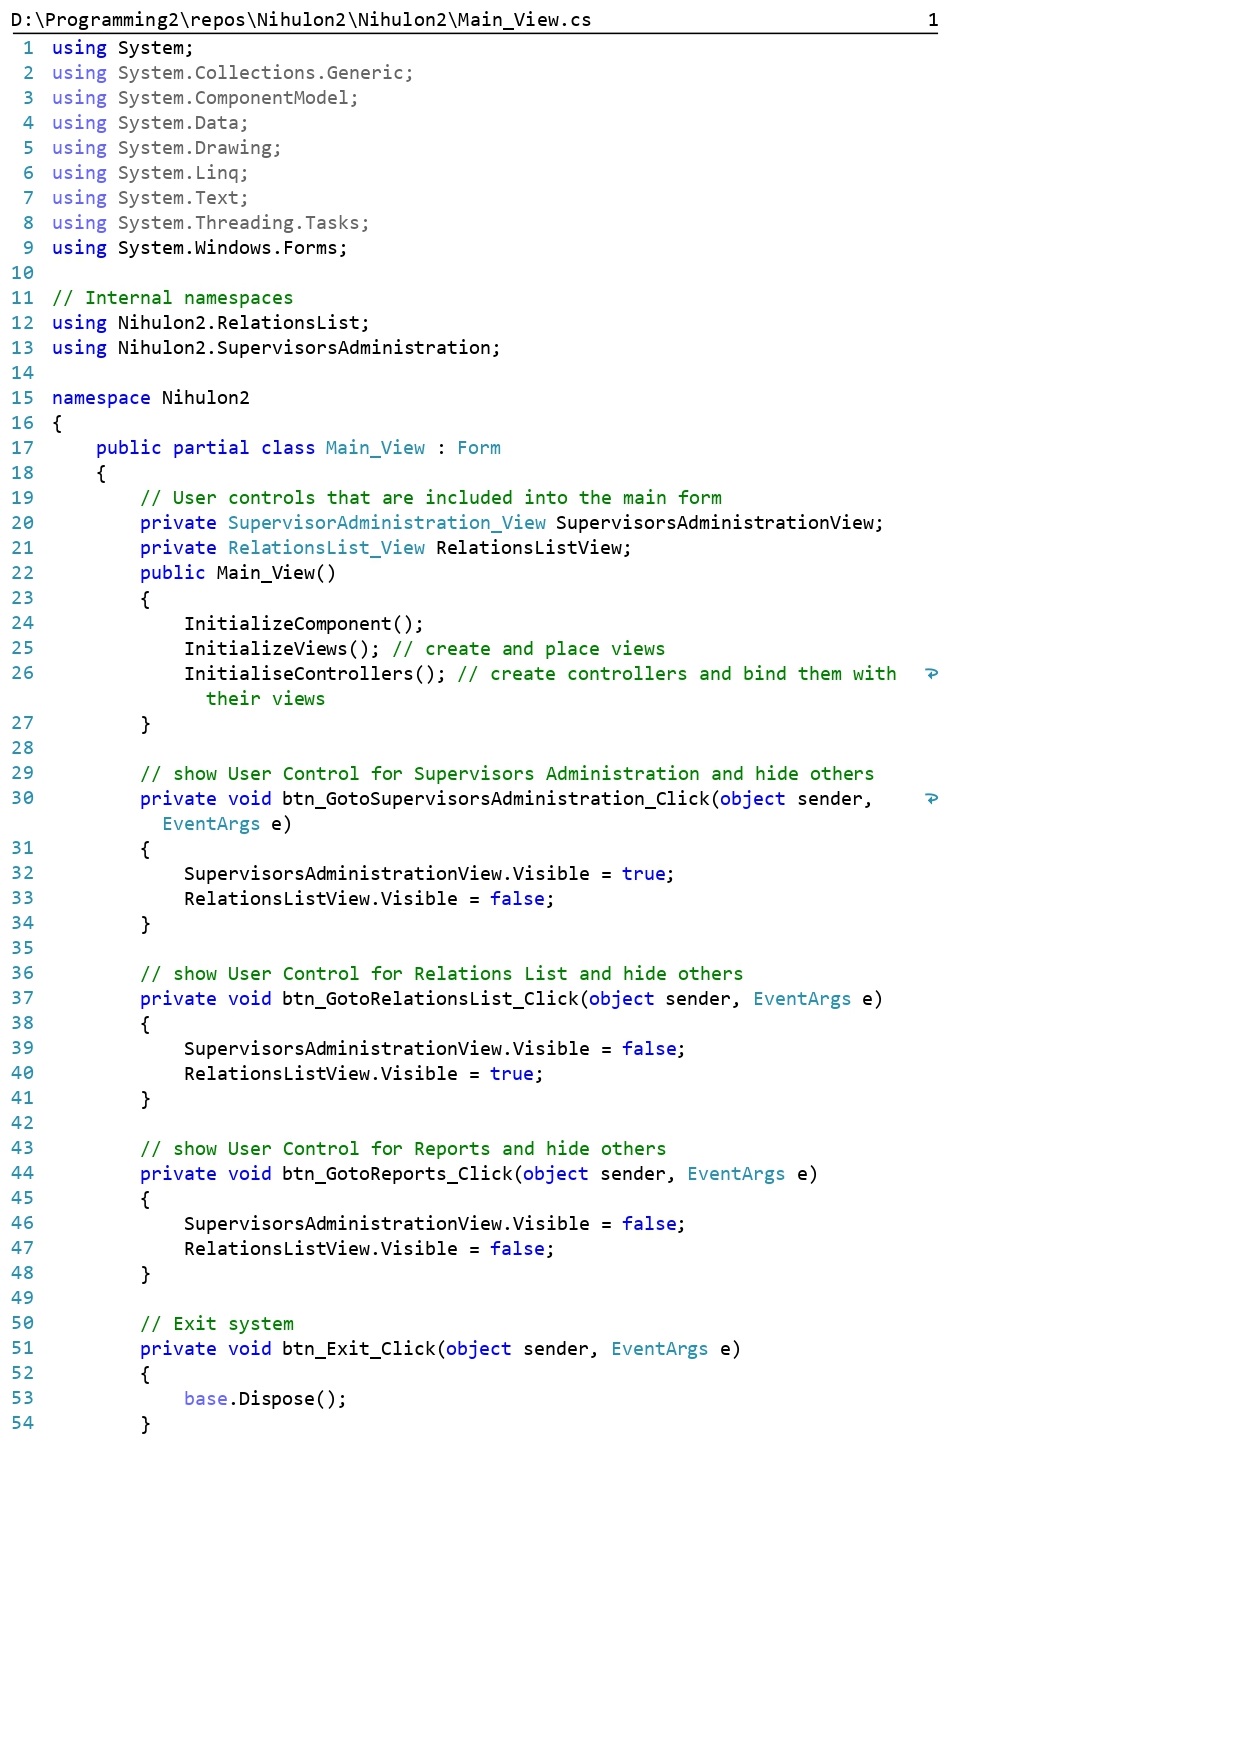 D:\Programming2\repos\Nihulon2\Nihulon2\Main_View.cs 1
1 using System;
2 using System.Collections.Generic;
3 using System.ComponentModel;
4 using System.Data;
5 using System.Drawing;
6 using System.Linq;
7 using System.Text;
8 using System.Threading.Tasks;
9 using System.Windows.Forms;
10
11 // Internal namespaces
12 using Nihulon2.RelationsList;
13 using Nihulon2.SupervisorsAdministration;
14
15 namespace Nihulon2
16 {
17     public partial class Main_View : Form
18     {
19         // User controls that are included into the main form
20         private SupervisorAdministration_View SupervisorsAdministrationView;
21         private RelationsList_View RelationsListView;
22         public Main_View()
23         {
24             InitializeComponent();
25             InitializeViews(); // create and place views
26             InitialiseControllers(); // create controllers and bind them with
their views
27         }
28
29         // show User Control for Supervisors Administration and hide others
30         private void btn_GotoSupervisorsAdministration_Click(object sender,
EventArgs e)
31         {
32             SupervisorsAdministrationView.Visible = true;
33             RelationsListView.Visible = false;
34         }
35
36         // show User Control for Relations List and hide others
37         private void btn_GotoRelationsList_Click(object sender, EventArgs e)
38         {
39             SupervisorsAdministrationView.Visible = false;
40             RelationsListView.Visible = true;
41         }
42
43         // show User Control for Reports and hide others
44         private void btn_GotoReports_Click(object sender, EventArgs e)
45         {
46             SupervisorsAdministrationView.Visible = false;
47             RelationsListView.Visible = false;
48         }
49
50         // Exit system
51         private void btn_Exit_Click(object sender, EventArgs e)
52         {
53             base.Dispose();
54         }